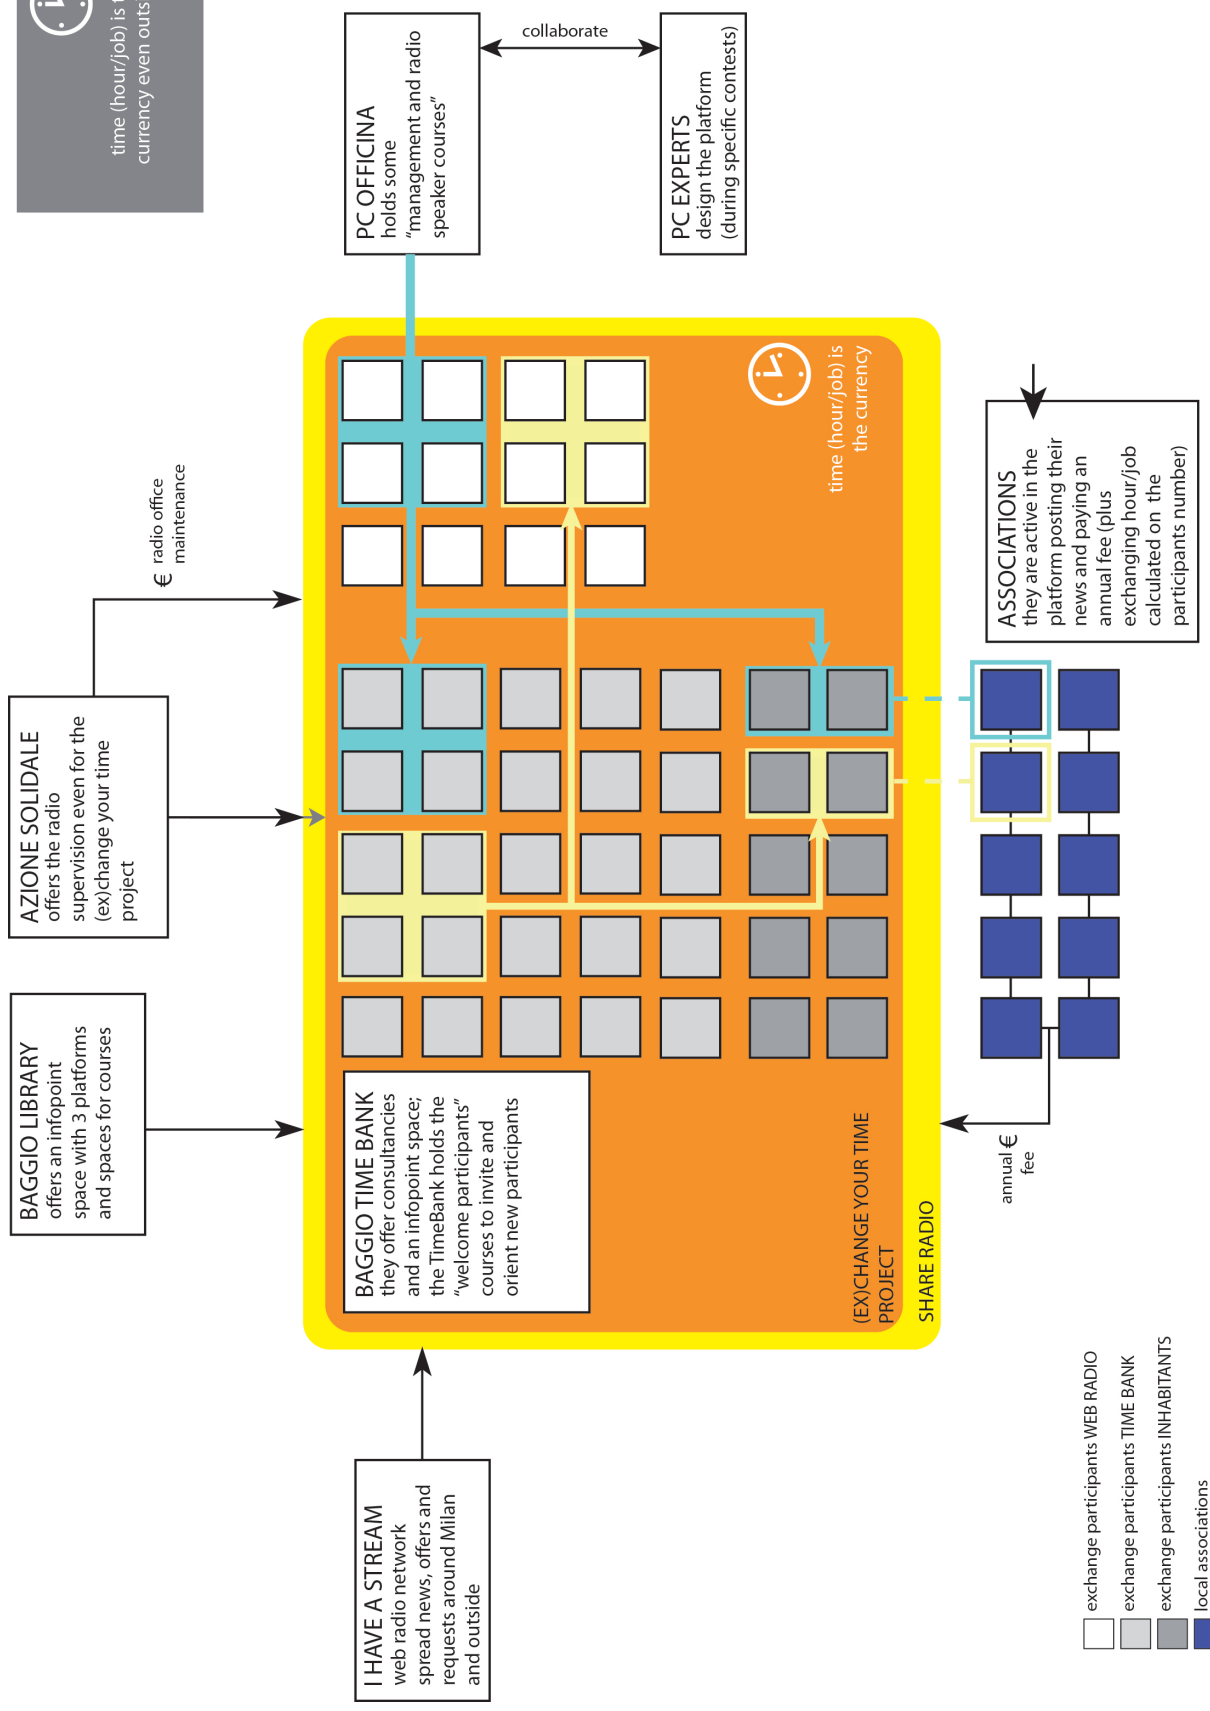 I HAVE A STREAM
web radio network
spread news, offers and
requests around Milan
and outside
BAGGIO LIBRARY
offers an infopoint
space with 3 platforms
and spaces for courses
AZIONE SOLIDALE
offers the radio
supervision even for the
(ex)change your time
project
€ radio office
maintenance
time (hour/job) is
currency even
PC OFFICINA
holds some
“management and radio
speaker courses”
collaborate
PC EXPERTS
design the platform
(during specific contests)
BAGGIO TIME BANK
they offer consultancies
and an infopoint space;
the TimeBank holds the
“welcome participants”
courses to invite and
orient new participants
time (hour/job) is
the currency
(EX)CHANGE YOUR TIME
PROJECT
SHARE RADIO
annual €
fee
ASSOCIATIONS
they are active in the
platform posting their
news and paying an
annual fee (plus
exchanging hour/job
calculated on the
participants number)
exchange participants WEB RADIO
exchange participants TIME BANK
exchange participants INHABITANTS
local associations